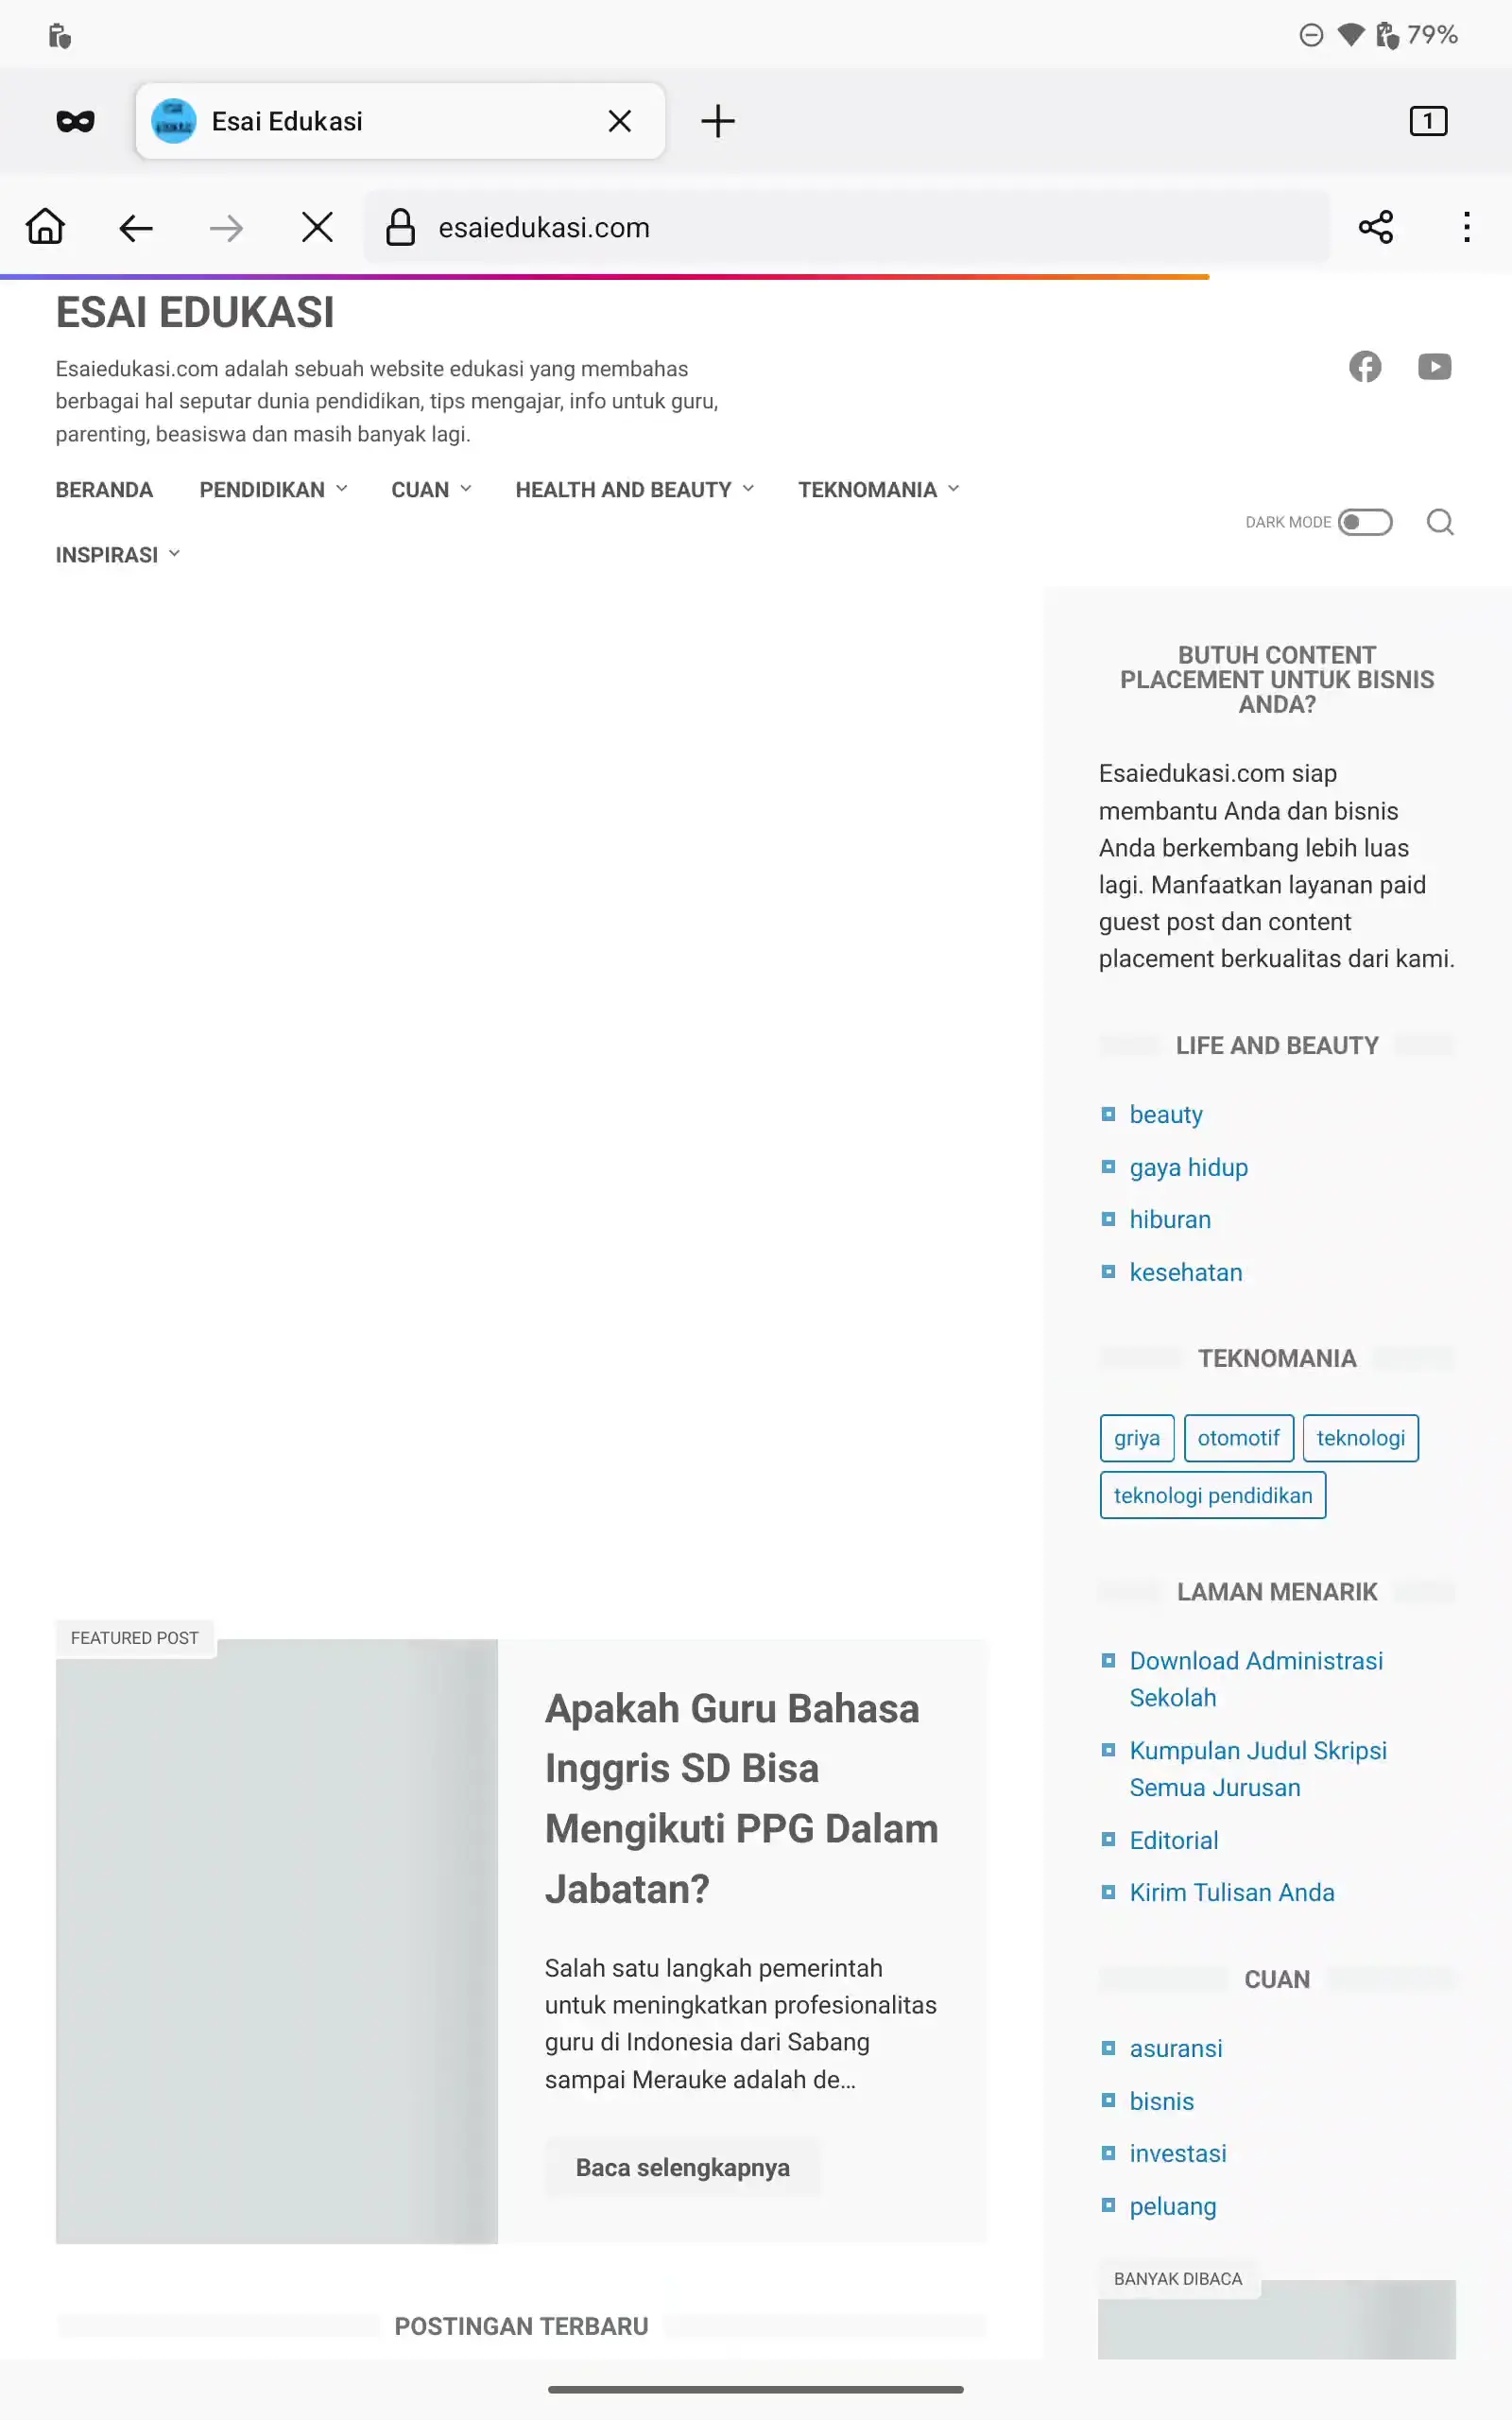 79%
Esai Edukasi
1
esaiedukasi.com
ESAI EDUKASI
Esaiedukasi.com adalah sebuah website edukasi yang membahas
berbagai hal seputar dunia pendidikan, tips mengajar, info untuk guru,
parenting, beasiswa dan masih banyak lagi.
BERANDA PENDIDIKAN CUAN HEALTH AND BEAUTY TEKNOMANIA
INSPIRASI
DARK MODE
BUTUH CONTENT
PLACEMENT UNTUK BISNIS
ANDA?
Esaiedukasi.com siap
membantu Anda dan bisnis
Anda berkembang lebih luas
lagi. Manfaatkan layanan paid
guest post dan content
placement berkualitas dari kami.
LIFE AND BEAUTY
beauty
gaya hidup
hiburan
kesehatan
TEKNOMANIA
griya otomotif teknologi
teknologi pendidikan
LAMAN MENARIK
Download Administrasi
Sekolah
Kumpulan Judul Skripsi
Semua Jurusan
Editorial
Kirim Tulisan Anda
CUAN
asuransi
bisnis
investasi
peluang
BANYAK DIBACA
FEATURED POST
Apakah Guru Bahasa
Inggris SD Bisa
Mengikuti PPG Dalam
Jabatan?
Salah satu langkah pemerintah
untuk meningkatkan profesionalitas
guru di Indonesia dari Sabang
sampai Merauke adalah de…
Baca selengkapnya
POSTINGAN TERBARU